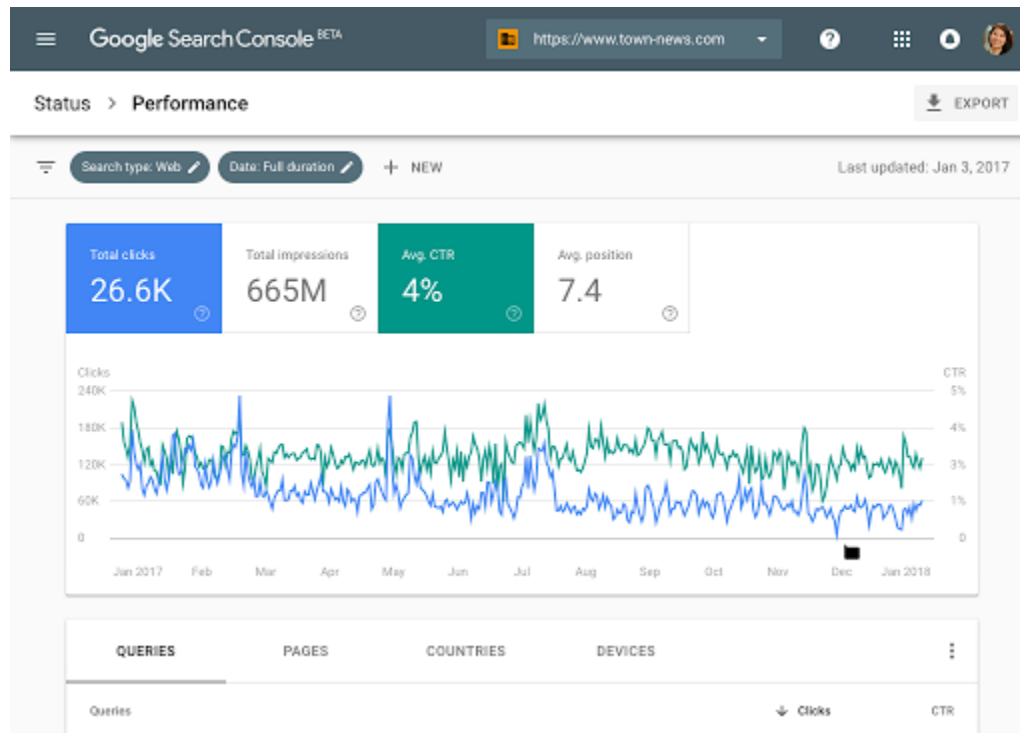 Google Search Console BETA https://www.town-news.com
Status > Performance EXPORT
Search type: Web Date: Full duration + NEW Last updated: Jan 3, 2017
Total clicks Total impressions Avg. CTR Avg. position
26.6K 665M 4% 7.4
Clicks CTR
240K 5%
180K 4%
120K 3%
60K 1%
0 0
Jan 2017 Feb Mar Apr May Jun Jul Aug Sep Oct Nov Dec Jan 2018
QUERIES PAGES COUNTRIES DEVICES
Queries Clicks CTR